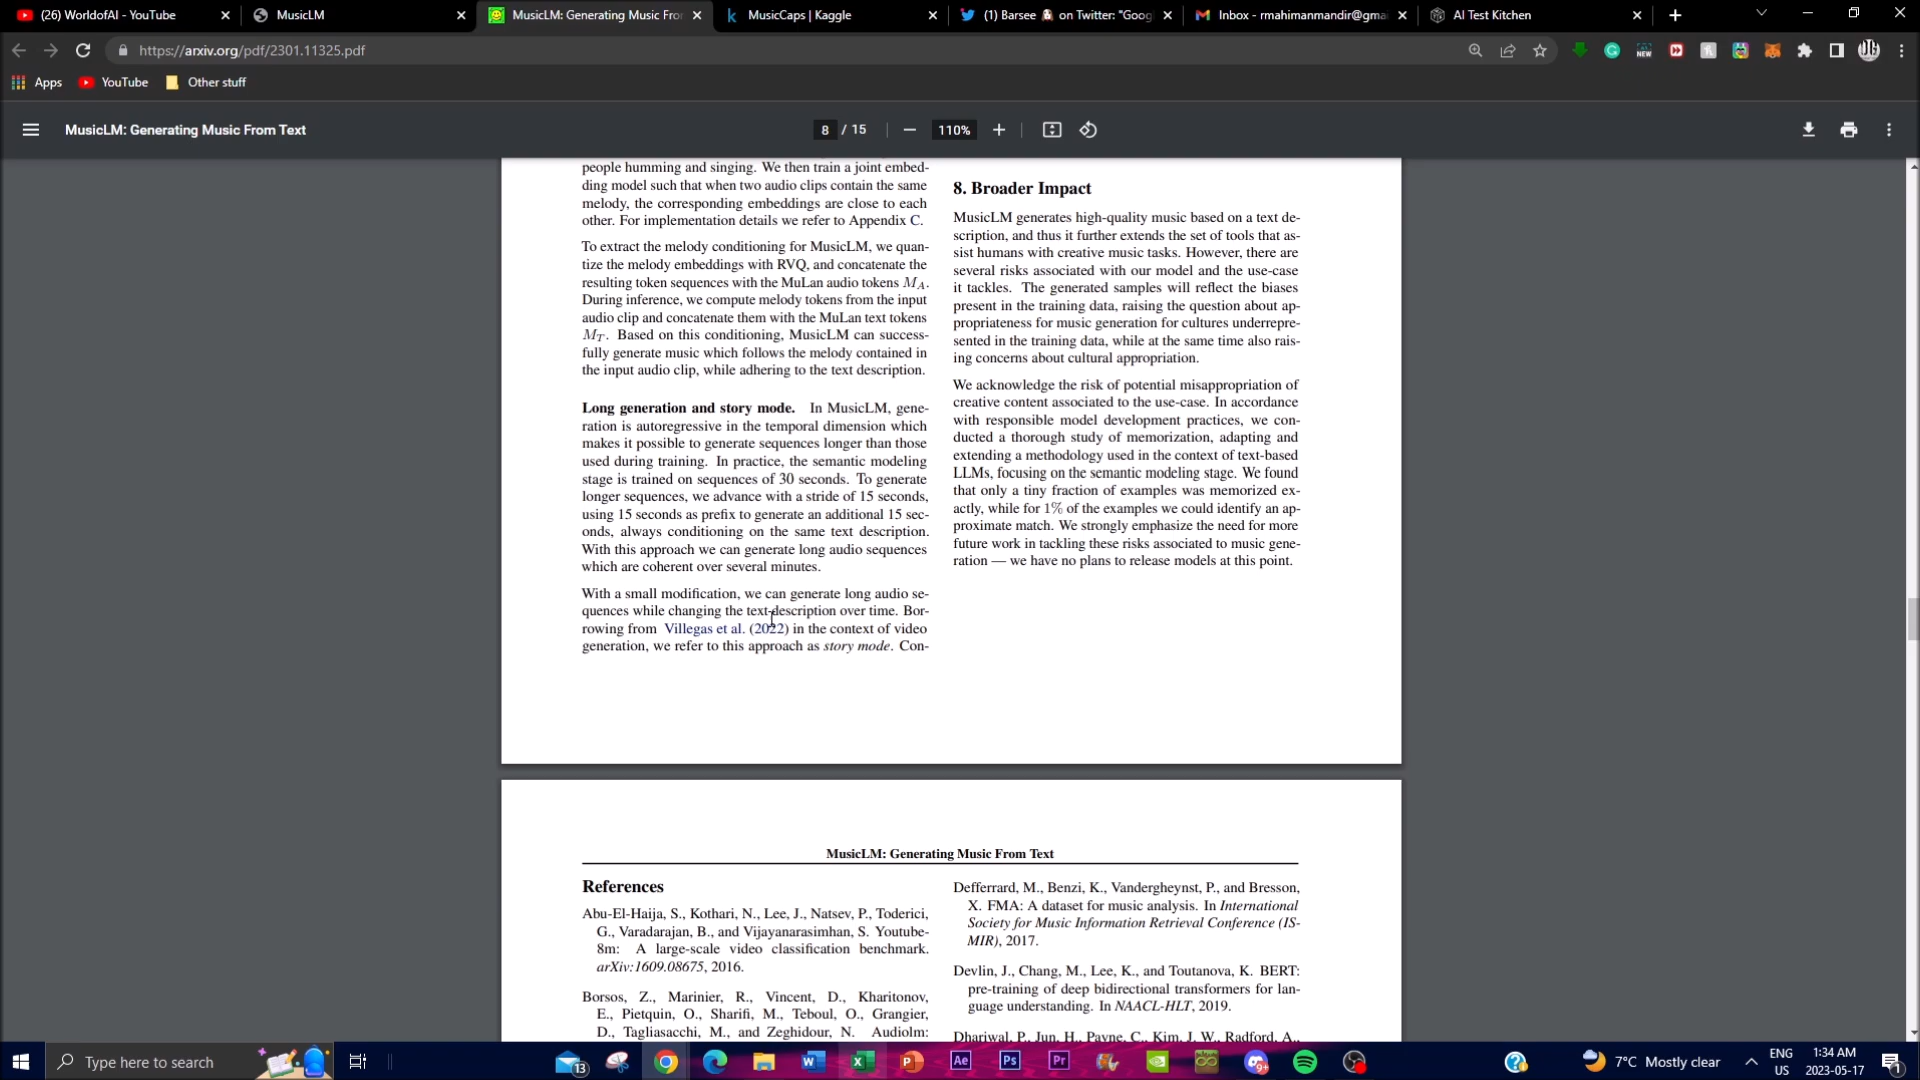 (26) WorldofAI - YouTube
MusicLM
MusicLM: Generating Music Fro
MusicCaps | Kaggle
(1) Barsee on Twitter: "Goog
Inbox - rmahimanmandir@gma
AI Test Kitchen
https://arxiv.org/pdf/2301.11325.pdf
Apps
YouTube
Other stuff
MusicLM: Generating Music From Text
8 / 15
110%
people humming and singing. We then train a joint embed-
ding model such that when two audio clips contain the same
melody, the corresponding embeddings are close to each
other. For implementation details we refer to Appendix C.
To extract the melody conditioning for MusicLM, we quan-
tize the melody embeddings with RVQ, and concatenate the
resulting token sequences with the MuLan audio tokens M_A.
During inference, we compute melody tokens from the input
audio clip and concatenate them with the MuLan text tokens
M_T. Based on this conditioning, MusicLM can success-
fully generate music which follows the melody contained in
the input audio clip, while adhering to the text description.
Long generation and story mode. In MusicLM, gene-
ration is autoregressive in the temporal dimension which
makes it possible to generate sequences longer than those
used during training. In practice, the semantic modeling
stage is trained on sequences of 30 seconds. To generate
longer sequences, we advance with a stride of 15 seconds,
using 15 seconds as prefix to generate an additional 15 sec-
onds, always conditioning on the same text description.
With this approach we can generate long audio sequences
which are coherent over several minutes.
With a small modification, we can generate long audio se-
quences while changing the text description over time. Bor-
rowing from Villegas et al. (2022) in the context of video
generation, we refer to this approach as story mode. Con-
8. Broader Impact
MusicLM generates high-quality music based on a text de-
scription, and thus it further extends the set of tools that as-
sist humans with creative music tasks. However, there are
several risks associated with our model and the use-case
it tackles. The generated samples will reflect the biases
present in the training data, raising the question about ap-
propriateness for music generation for cultures underrepre-
sented in the training data, while at the same time also rais-
ing concerns about cultural appropriation.
We acknowledge the risk of potential misappropriation of
creative content associated to the use-case. In accordance
with responsible model development practices, we con-
ducted a thorough study of memorization, adapting and
extending a methodology used in the context of text-based
LLMs, focusing on the semantic modeling stage. We found
that only a tiny fraction of examples was memorized ex-
actly, while for 1% of the examples we could identify an ap-
proximate match. We strongly emphasize the need for more
future work in tackling these risks associated to music gene-
ration — we have no plans to release models at this point.
MusicLM: Generating Music From Text
References
Abu-El-Haija, S., Kothari, N., Lee, J., Natsev, P., Toderici,
G., Varadarajan, B., and Vijayanarasimhan, S. Youtube-
8m: A large-scale video classification benchmark.
arXiv:1609.08675, 2016.
Borsos, Z., Marinier, R., Vincent, D., Kharitonov,
E., Pietquin, O., Sharifi, M., Teboul, O., Grangier,
D., Tagliasacchi, M., and Zeghidour, N. Audiolm:
Defferrard, M., Benzi, K., Vandergheynst, P., and Bresson,
X. FMA: A dataset for music analysis. In International
Society for Music Information Retrieval Conference (IS-
MIR), 2017.
Devlin, J., Chang, M., Lee, K., and Toutanova, K. BERT:
pre-training of deep bidirectional transformers for lan-
guage understanding. In NAACL-HLT, 2019.
Dhariwal, P., Jun, H., Payne, C., Kim, J. W., Radford, A.,
Type here to search
13
W
X
P
Ae
Ps
Pr
9+
7°C Mostly clear
ENG
US
1:34 AM
2023-05-17
1